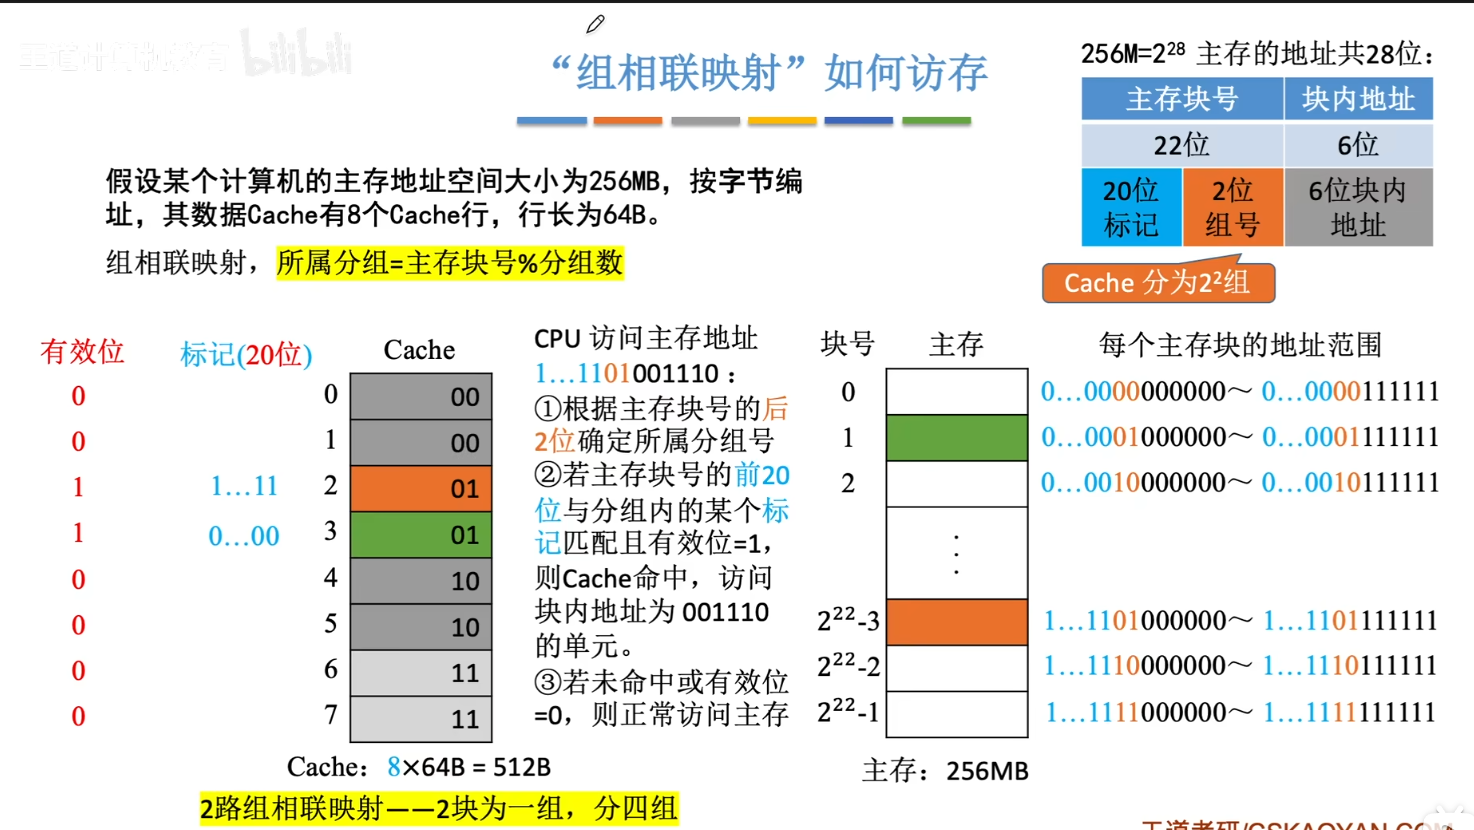 王道计算机教育 bilibili
“组相联映射”如何访存
256M=2²⁸ 主存的地址共28位：
主存块号 块内地址
22位 6位
20位标记 2位组号 6位块内地址
Cache 分为2²组
假设某个计算机的主存地址空间大小为256MB，按字节编
址，其数据Cache有8个Cache行，行长为64B。
组相联映射，所属分组=主存块号%分组数
有效位 标记(20位) Cache
0 0 00
0 1 00
1 1…11 2 01
1 0…00 3 01
0 4 10
0 5 10
0 6 11
0 7 11
Cache：8×64B = 512B
2路组相联映射——2块为一组，分四组
CPU 访问主存地址
1…1101001110：
①根据主存块号的后
2位确定所属分组号
②若主存块号的前20
位与分组内的某个标
记匹配且有效位=1，
则Cache命中，访问
块内地址为 001110
的单元。
③若未命中或有效位
=0，则正常访问主存
块号 主存 每个主存块的地址范围
0 0…0000000000～ 0…0000111111
1 0…0001000000～ 0…0001111111
2 0…0010000000～ 0…0010111111
⋮
2²²-3 1…1101000000～ 1…1101111111
2²²-2 1…1110000000～ 1…1110111111
2²²-1 1…1111000000～ 1…1111111111
主存：256MB
王道考研/CSKAOYAN.COM